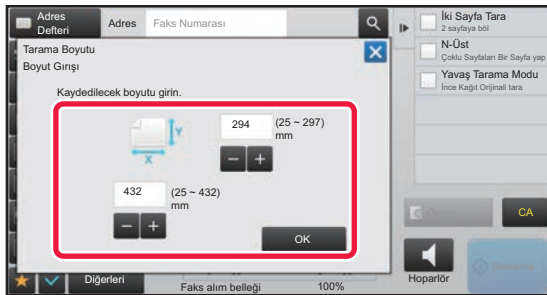 Adres Defteri
Adres
Faks Numarası
İki Sayfa Tara
2 sayfaya böl
N-Üst
Çoklu Sayfaları Bir Sayfa yap
Yavaş Tarama Modu
İnce Kağıt Orijinali tara
Tarama Boyutu
Boyut Girişı
Kaydedilecek boyutu girin.
Y
X
294
(25 ~ 297)
mm
432
(25 ~ 432)
mm
OK
CA
Hoparlör
Diğerleri
Faks alım belleği
100%